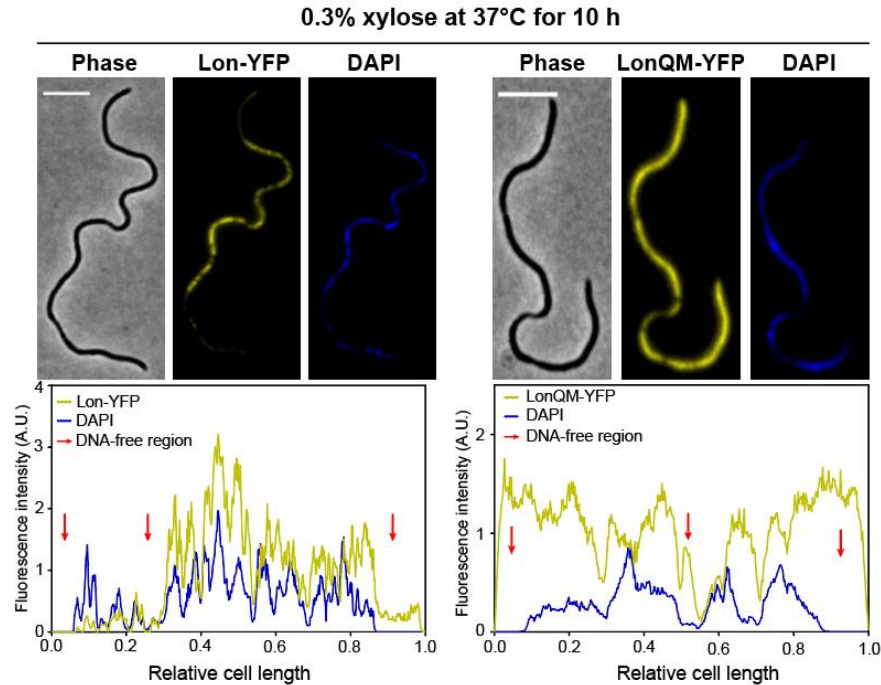 0.3% xylose at 37°C for 10 h
Phase Lon-YFP DAPI
Phase LonQM-YFP DAPI
Fluorescence intensity (A.U.)
4
3
2
1
0
Lon-YFP
DAPI
DNA-free region
0.0 0.2 0.4 0.6 0.8 1.0
Relative cell length
Fluorescence intensity (A.U.)
2
1
0
LonQM-YFP
DAPI
DNA-free region
0.0 0.2 0.4 0.6 0.8 1.0
Relative cell length